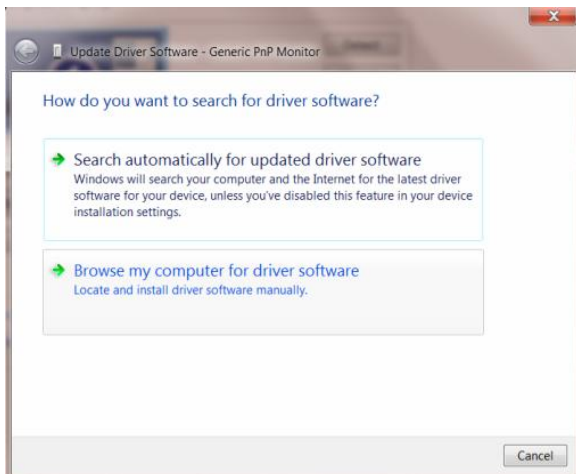 Update Driver Software - Generic PnP Monitor
How do you want to search for driver software?
Search automatically for updated driver software
Windows will search your computer and the Internet for the latest driver
software for your device, unless you've disabled this feature in your device
installation settings.
Browse my computer for driver software
Locate and install driver software manually.
Cancel